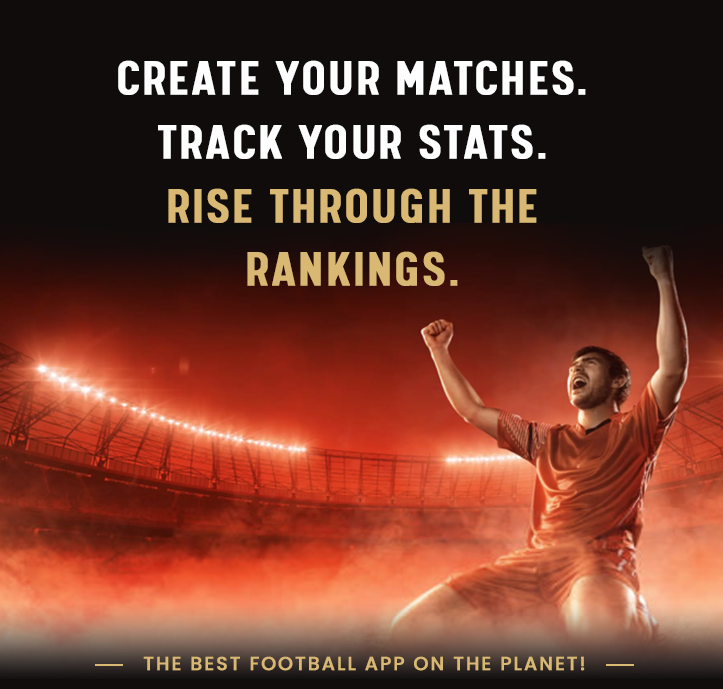 CREATE YOUR MATCHES.
TRACK YOUR STATS.
RISE THROUGH THE
RANKINGS.
THE BEST FOOTBALL APP ON THE PLANET!